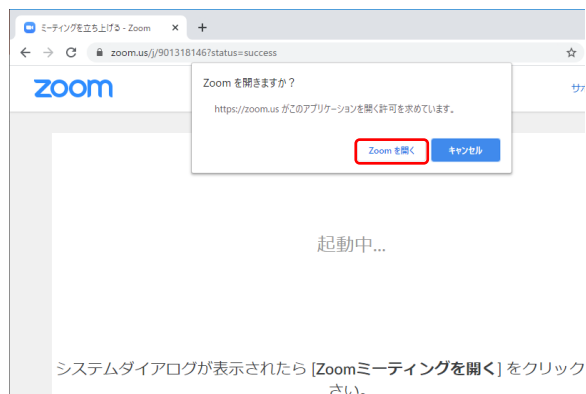 ミーティングを立ち上げる - Zoom
zoom.us/j/901318146?status=success
zoom
サポ
Zoom を開きますか？
https://zoom.us がこのアプリケーションを開く許可を求めています。
Zoom を開く
キャンセル
起動中...
システムダイアログが表示されたら [Zoomミーティングを開く] をクリック
さい。